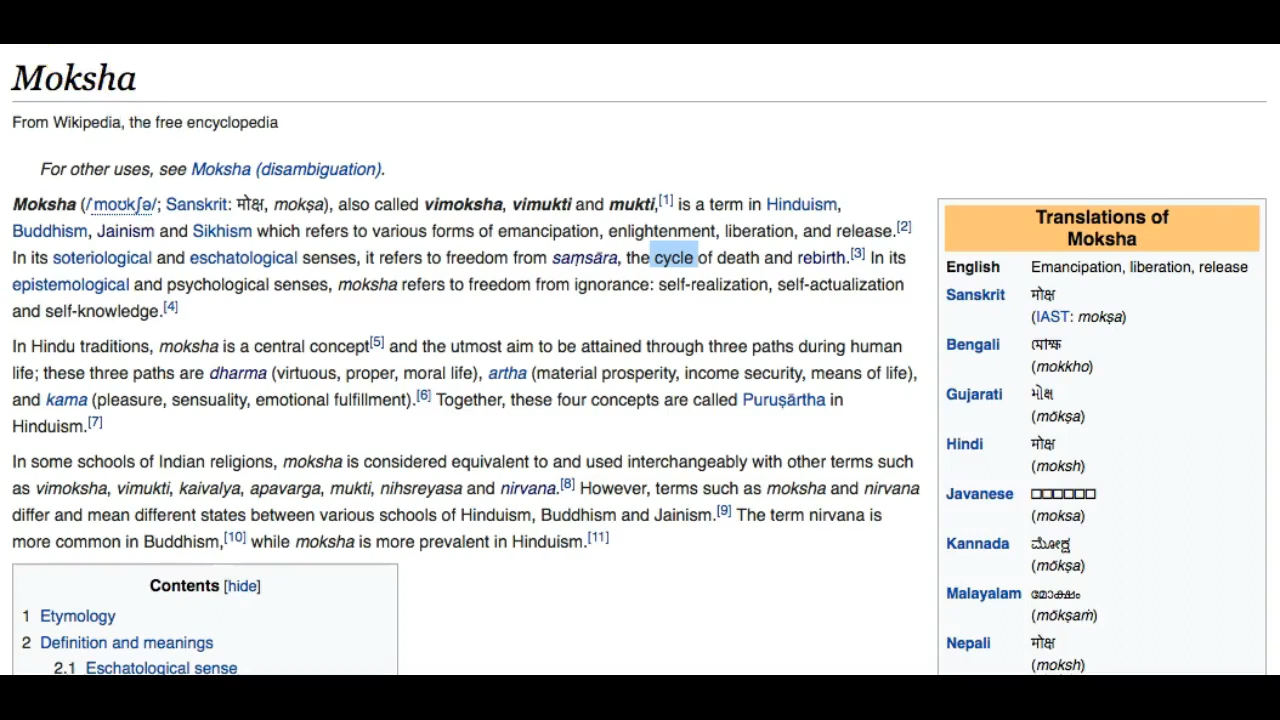 Moksha
From Wikipedia, the free encyclopedia
For other uses, see Moksha (disambiguation).
Moksha (/ˈmoʊkʃə/; Sanskrit: मोक्ष, mokṣa), also called vimoksha, vimukti and mukti,[1] is a term in Hinduism,
Buddhism, Jainism and Sikhism which refers to various forms of emancipation, enlightenment, liberation, and release.[2]
In its soteriological and eschatological senses, it refers to freedom from saṃsāra, the cycle of death and rebirth.[3] In its
epistemological and psychological senses, moksha refers to freedom from ignorance: self-realization, self-actualization
and self-knowledge.[4]
In Hindu traditions, moksha is a central concept[5] and the utmost aim to be attained through three paths during human
life; these three paths are dharma (virtuous, proper, moral life), artha (material prosperity, income security, means of life),
and kama (pleasure, sensuality, emotional fulfillment).[6] Together, these four concepts are called Puruṣārtha in
Hinduism.[7]
In some schools of Indian religions, moksha is considered equivalent to and used interchangeably with other terms such
as vimoksha, vimukti, kaivalya, apavarga, mukti, nihsreyasa and nirvana.[8] However, terms such as moksha and nirvana
differ and mean different states between various schools of Hinduism, Buddhism and Jainism.[9] The term nirvana is
more common in Buddhism,[10] while moksha is more prevalent in Hinduism.[11]
Contents [hide]
1 Etymology
2 Definition and meanings
2.1 Eschatological sense
Translations of
Moksha
English Emancipation, liberation, release
Sanskrit मोक्ष
(IAST: mokṣa)
Bengali মোক্ষ
(mokkho)
Gujarati મોક્ષ
(mōkṣa)
Hindi मोक्ष
(moksh)
Javanese
(moksa)
Kannada ಮೋಕ್ಷ
(mōkṣa)
Malayalam മോക്ഷം
(mōkṣaṁ)
Nepali मोक्ष
(moksh)